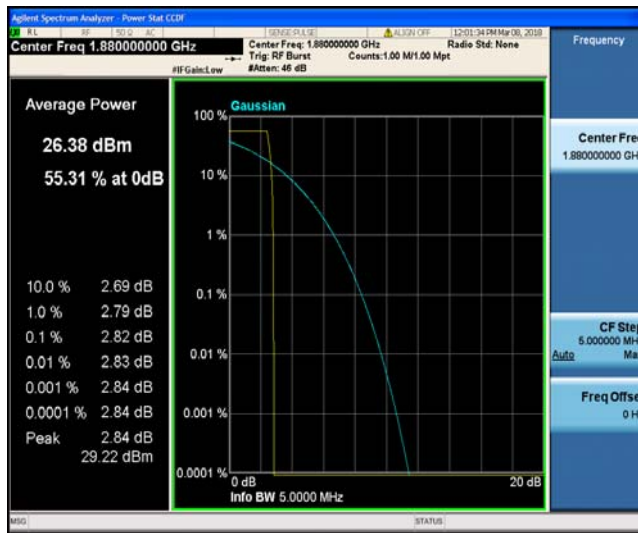 Agilent Spectrum Analyzer - Power Stat CCDF
RL RF 50 Ω AC SENSE:PULSE ALIGN OFF 12:01:34 PM Mar 08, 2018
Center Freq 1.880000000 GHz
Center Freq: 1.880000000 GHz Radio Std: None
Trig: RF Burst Counts:1.00 M/1.00 Mpt
#IFGain:Low #Atten: 46 dB
Frequency
Average Power
26.38 dBm
55.31 % at 0dB
10.0 % 2.69 dB
1.0 % 2.79 dB
0.1 % 2.82 dB
0.01 % 2.83 dB
0.001 % 2.84 dB
0.0001 % 2.84 dB
Peak 2.84 dB
29.22 dBm
Gaussian
100 %
10 %
1 %
0.1 %
0.01 %
0.001 %
0.0001 %
0 dB 20 dB
Info BW 5.0000 MHz
Center Fre
1.880000000 GH
CF Step
5.000000 MH
Auto Ma
Freq Offse
0 H
MSG STATUS